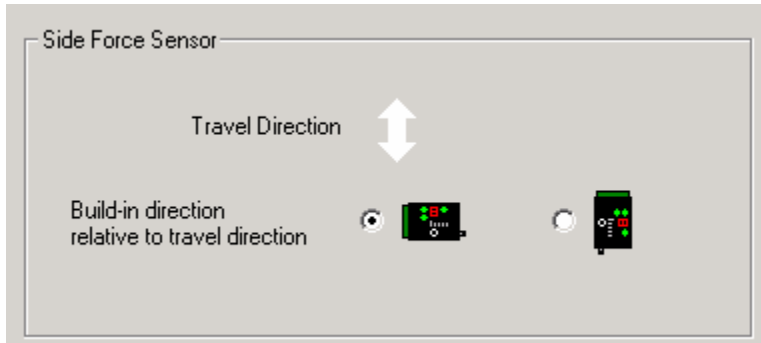 Side Force Sensor
Travel Direction
Build-in direction
relative to travel direction